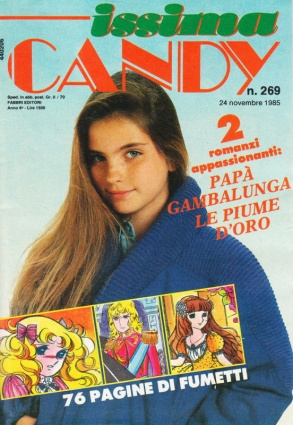 issima
CANDY
n. 269
Sped. in abb. post. Gr. II / 70
FABBRI EDITORI
24 novembre 1985
2
romanzi
appassionanti:
PAPÀ
GAMBALUNGA
LE PIUME
D'ORO
76 PAGINE DI FUMETTI